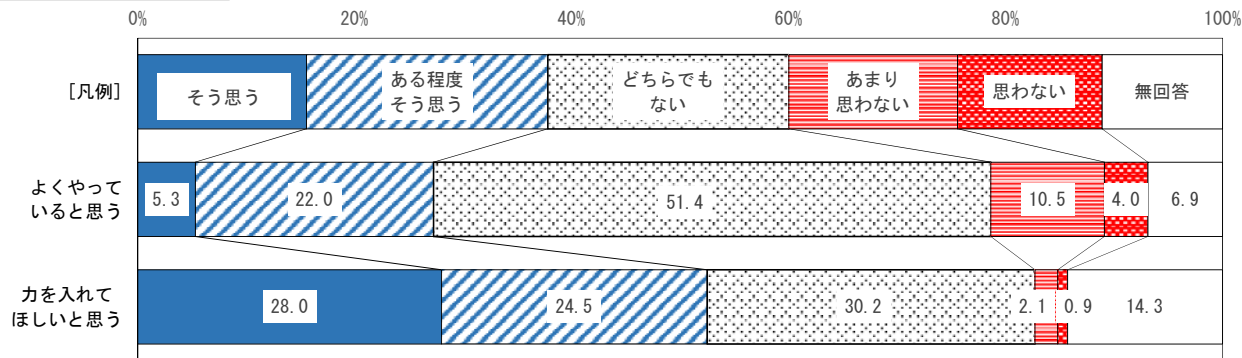 0% 20% 40% 60% 80% 100%
[凡例]
そう思う
ある程度
そう思う
どちらでも
ない
あまり
思わない
思わない
無回答
よくやって
いると思う
5.3 22.0 51.4 10.5 4.0 6.9
力を入れて
ほしいと思う
28.0 24.5 30.2 2.1 0.9 14.3